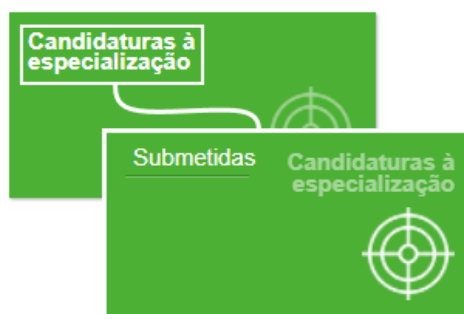 Candidaturas à
especialização
Submetidas
Candidaturas à
especialização